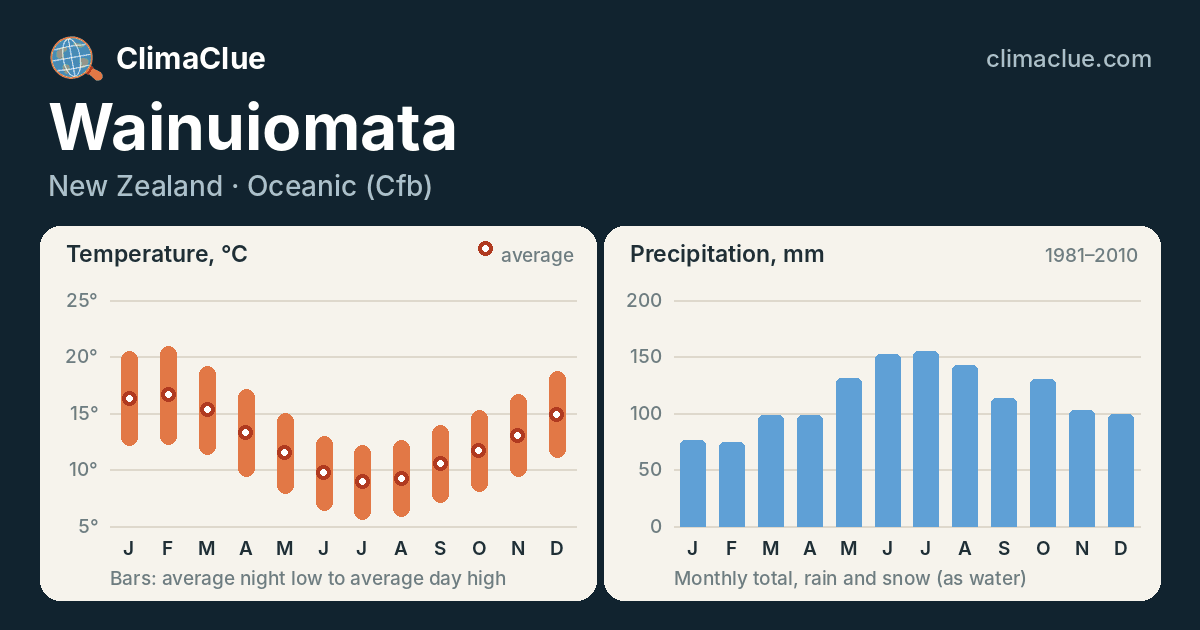 ClimaClue
climaclue.com
Wainuiomata
New Zealand · Oceanic (Cfb)
Temperature, °C
average
25°
20°
15°
10°
5°
J F M A M J J A S O N D
Bars: average night low to average day high
Precipitation, mm
1981–2010
200
150
100
50
0
J F M A M J J A S O N D
Monthly total, rain and snow (as water)